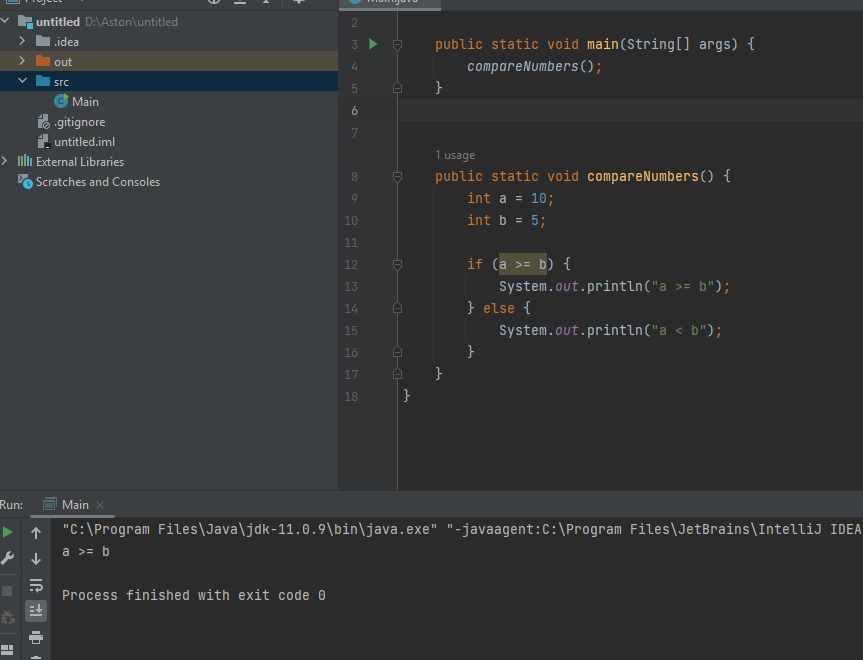 Project
Main.java
untitled D:\Aston\untitled
.idea
out
src
Main
.gitignore
untitled.iml
External Libraries
Scratches and Consoles
2
3 public static void main(String[] args) {
4 compareNumbers();
5 }
6
7
1 usage
8 public static void compareNumbers() {
9 int a = 10;
10 int b = 5;
11
12 if (a >= b) {
13 System.out.println("a >= b");
14 } else {
15 System.out.println("a < b");
16 }
17 }
18 }
Run: Main
"C:\Program Files\Java\jdk-11.0.9\bin\java.exe" "-javaagent:C:\Program Files\JetBrains\IntelliJ IDEA
a >= b
Process finished with exit code 0